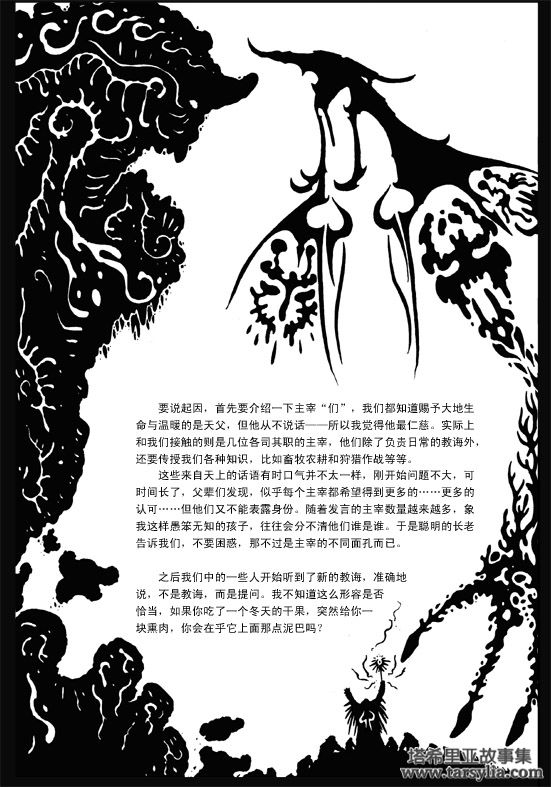 要说起因，首先要介绍一下主宰“们”，我们都知道赐予大地生
命与温暖的是天父，但他从不说话——所以我觉得他最仁慈。实际上
和我们接触的则是几位各司其职的主宰，他们除了负责日常的教诲外，
还要传授我们各种知识，比如畜牧农耕和狩猎作战等等。
这些来自天上的话语有时口气并不太一样，刚开始问题不大，可
时间长了，父辈们发现，似乎每个主宰都希望得到更多的……更多的
认可……但他们又不能表露身份。随着发言的主宰数量越来越多，象
我这样愚笨无知的孩子，往往会分不清他们谁是谁。于是聪明的长老
告诉我们，不要困惑，那不过是主宰的不同面孔而已。
之后我们中的一些人开始听到了新的教诲，准确地
说，不是教诲，而是提问。我不知道这么形容是否
恰当，如果你吃了一个冬天的干果，突然给你一
块熏肉，你会在乎它上面那点泥巴吗？
塔希里亚故事集
www.tarsylia.com